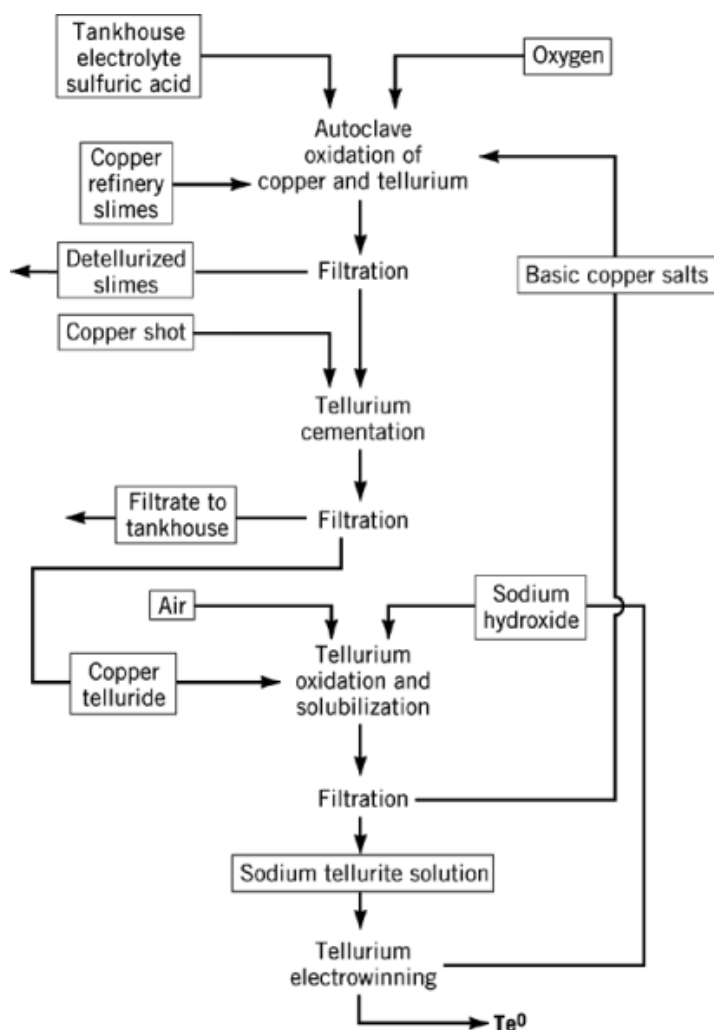 Tankhouse
electrolyte
sulfuric acid
Oxygen
Autoclave
oxidation of
copper and tellurium
Copper
refinery
slimes
Detellurized
slimes
Filtration
Basic copper salts
Copper shot
Tellurium
cementation
Filtrate to
tankhouse
Filtration
Air
Sodium
hydroxide
Copper
telluride
Tellurium
oxidation and
solubilization
Filtration
Sodium tellurite solution
Tellurium
electrowinning
Te⁰